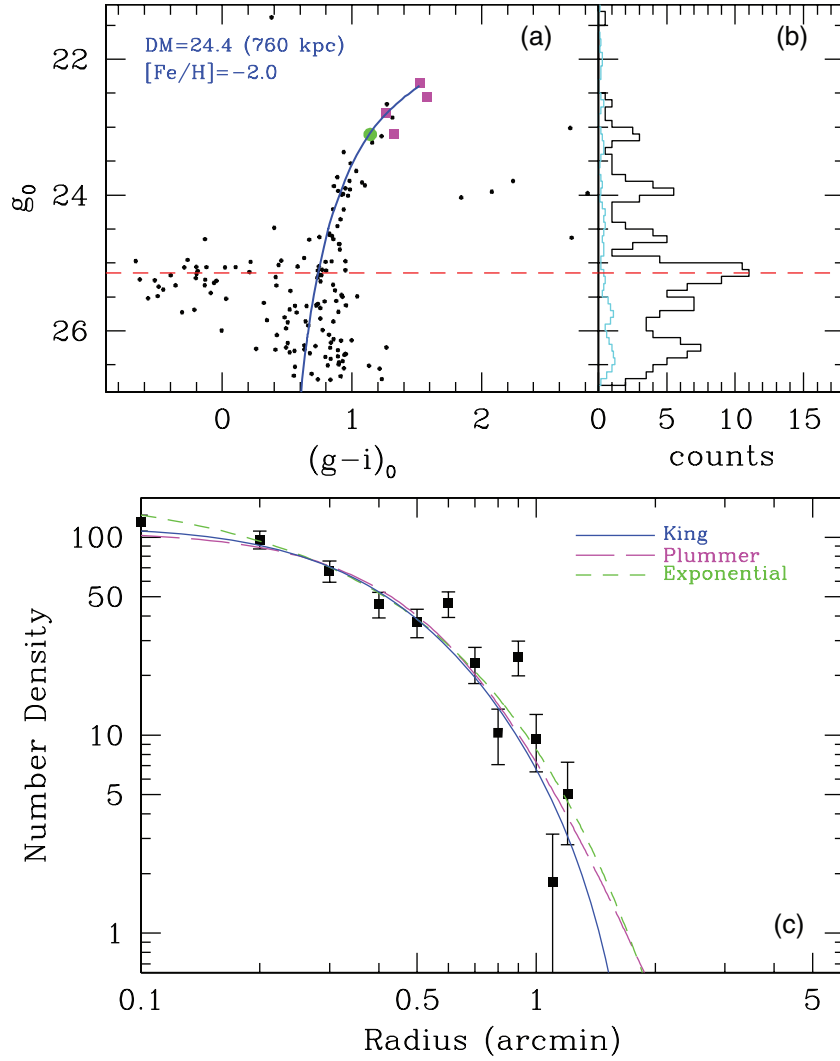 (a)
(b)
DM=24.4 (760 kpc)
[Fe/H]=−2.0
22
24
26
g₀
0
1
2
0
5
10
15
(g−i)₀
counts
King
Plummer
Exponential
100
50
10
5
1
Number Density
(c)
0.1
0.5
1
5
Radius (arcmin)